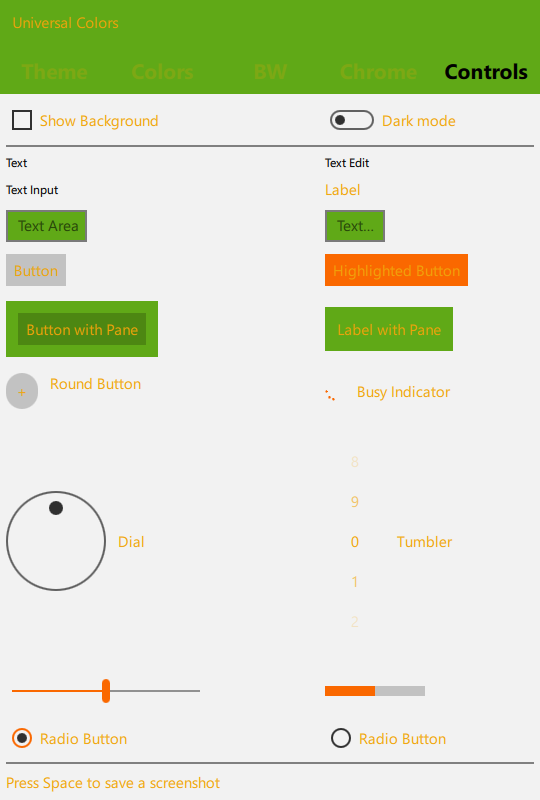 Universal Colors
Theme Colors BW Chrome Controls
Show Background Dark mode
Text Text Edit
Text Input Label
Text Area Text...
Button Highlighted Button
Button with Pane Label with Pane
+ Round Button Busy Indicator
8
9
Dial 0 Tumbler
1
2
Radio Button Radio Button
Press Space to save a screenshot